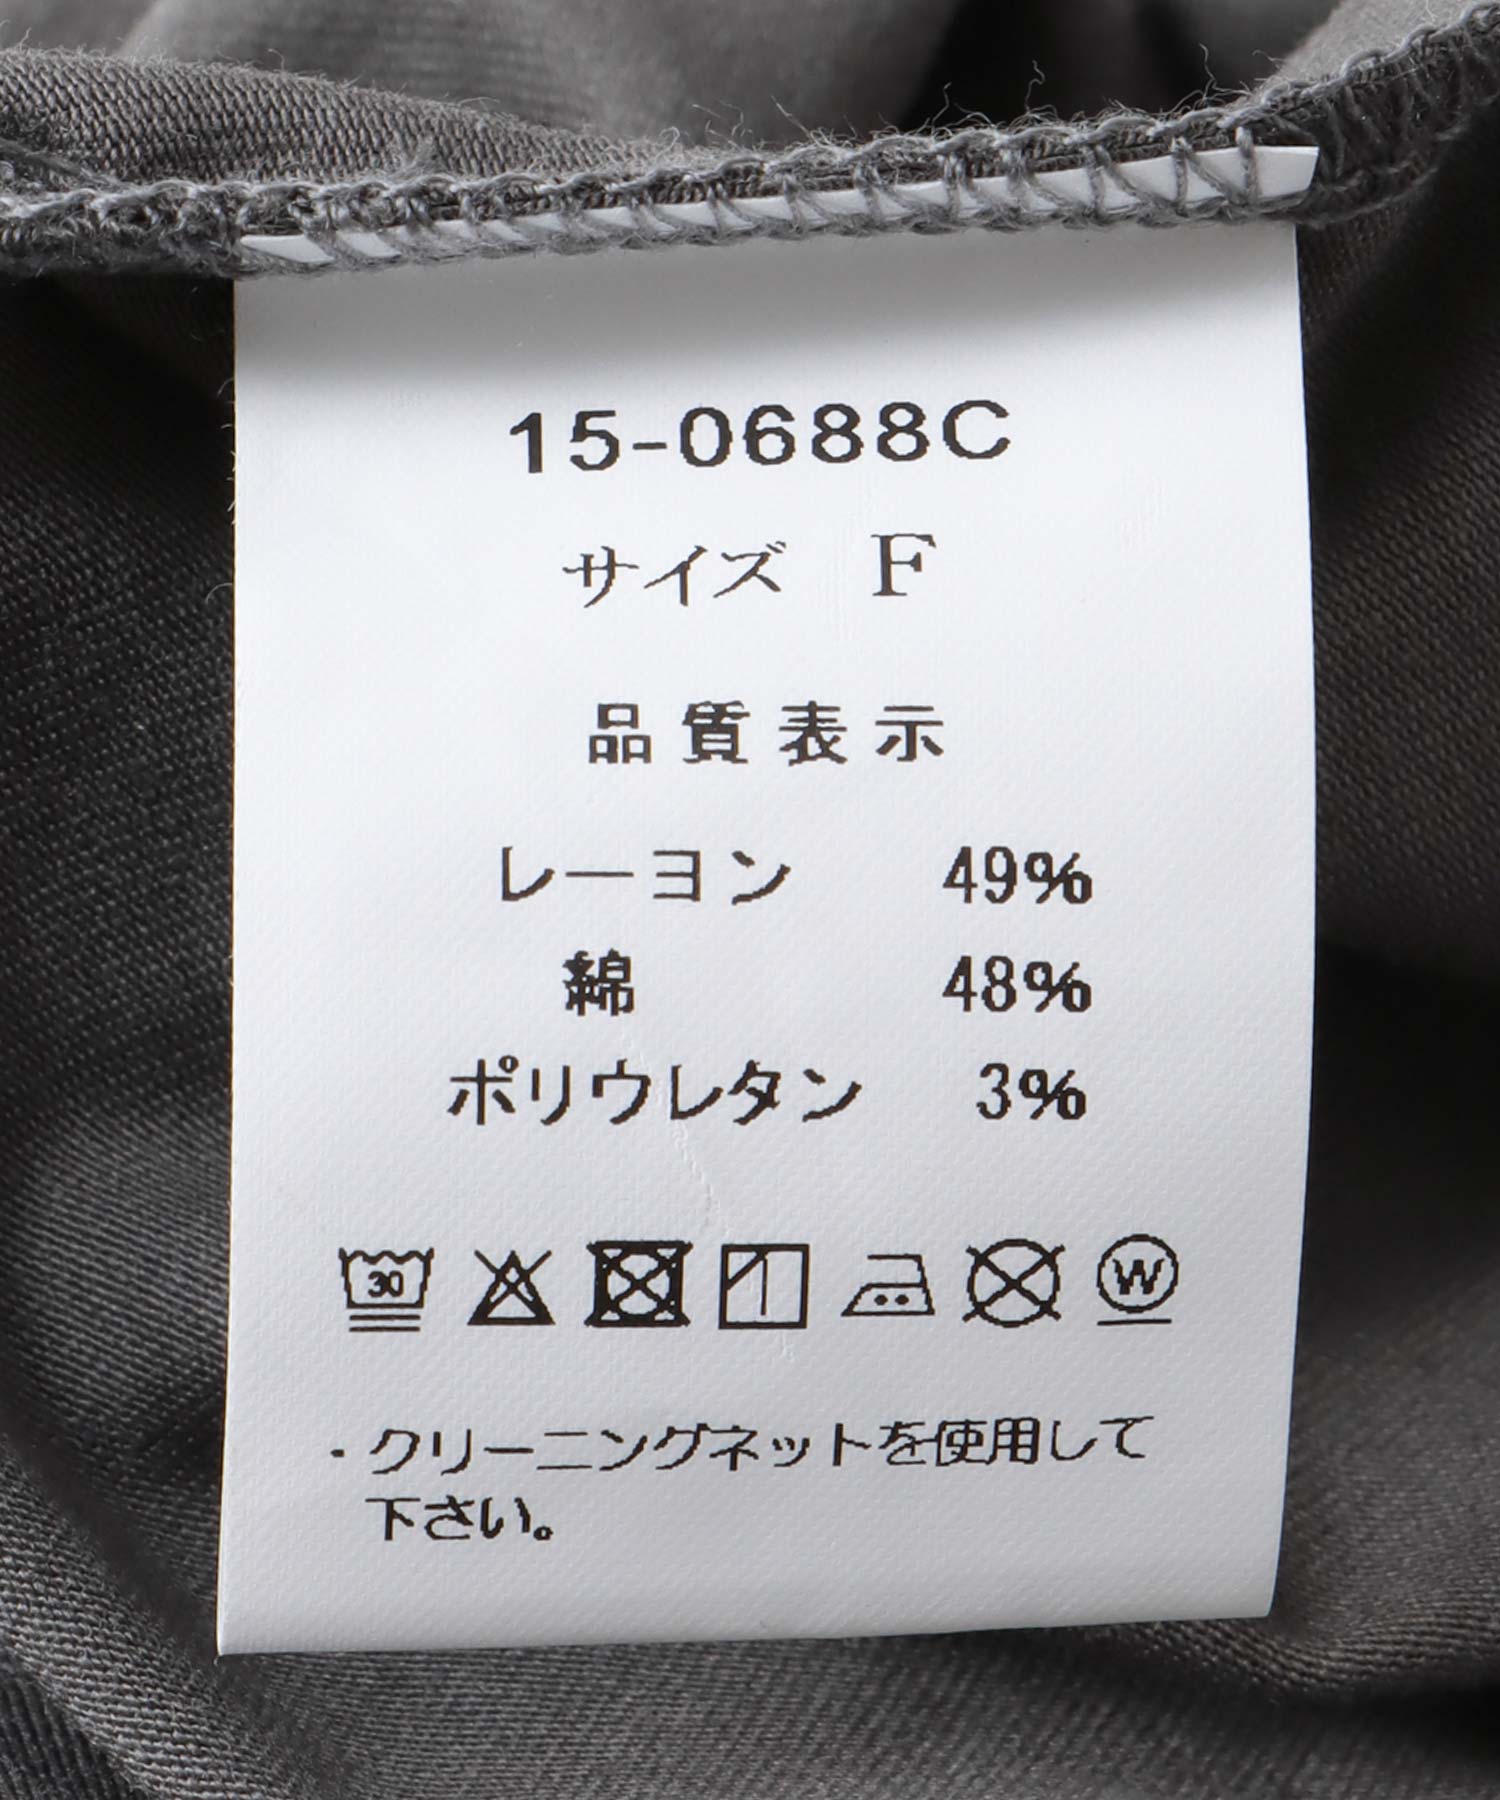 15-0688C
サイズ F
品質表示
レーヨン 49%
綿 48%
ポリウレタン 3%
30 W
・クリーニングネットを使用して
下さい。